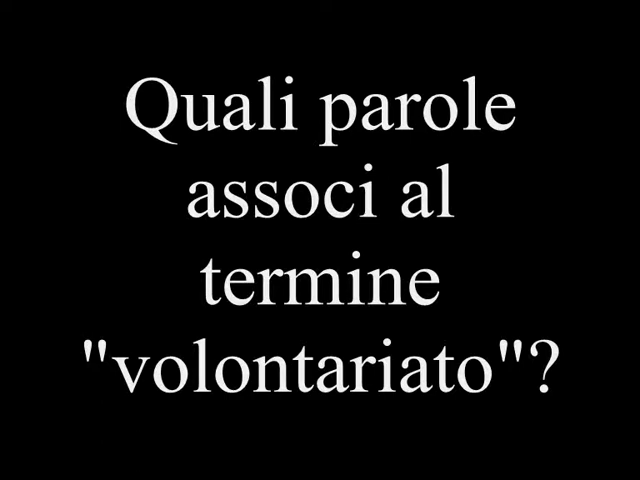 Quali parole
associ al
termine
"volontariato"?